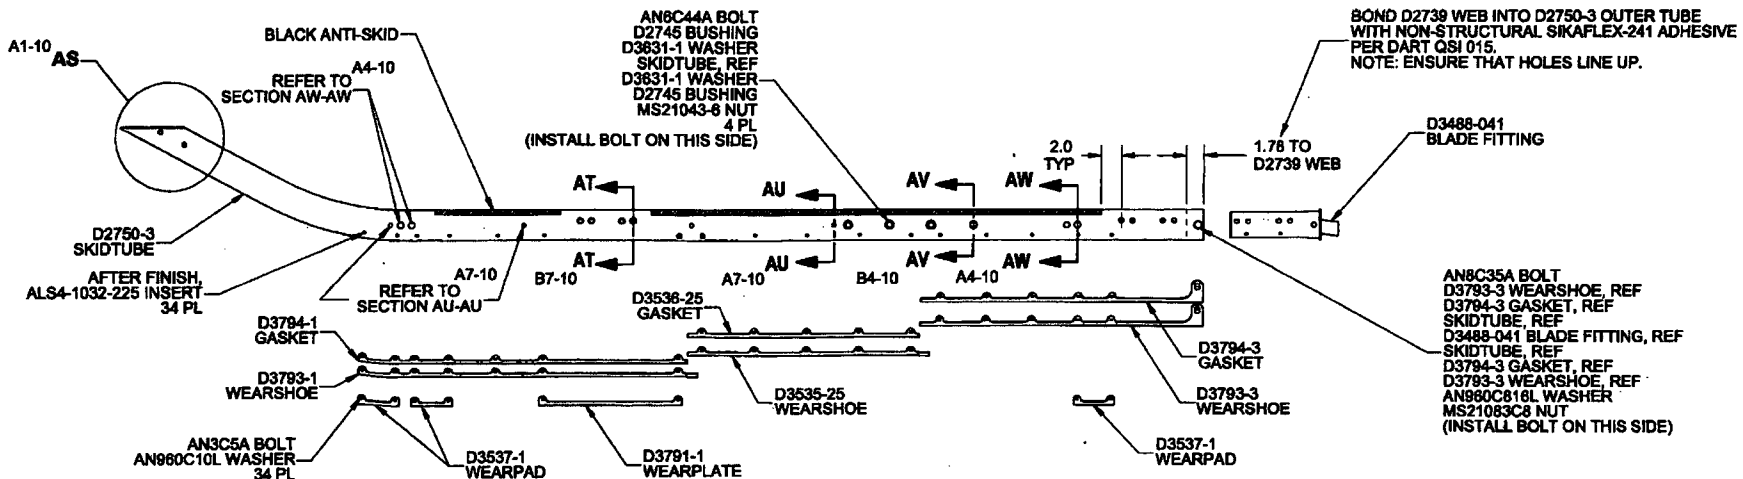 A1-10
AS
BLACK ANTI-SKID
A4-10
REFER TO
SECTION AW-AW
AN6C44A BOLT
D2745 BUSHING
D3631-1 WASHER
SKIDTUBE, REF
D3631-1 WASHER
D2745 BUSHING
MS21043-6 NUT
4 PL
(INSTALL BOLT ON THIS SIDE)
BOND D2739 WEB INTO D2750-3 OUTER TUBE
WITH NON-STRUCTURAL SIKAFLEX-241 ADHESIVE
PER DART QSI 015.
NOTE: ENSURE THAT HOLES LINE UP.
2.0
TYP
1.76 TO
D2739 WEB
D3488-041
BLADE FITTING
AT
AU
AV
AW
D2750-3
SKIDTUBE
AFTER FINISH,
ALS4-1032-225 INSERT
34 PL
A7-10
REFER TO
SECTION AU-AU
B7-10
AT
A7-10
AU
B4-10
AV
A4-10
AW
D3794-1
GASKET
D3793-1
WEARSHOE
AN3C5A BOLT
AN960C10L WASHER
34 PL
D3537-1
WEARPAD
D3791-1
WEARPLATE
D3536-25
GASKET
D3535-25
WEARSHOE
D3794-3
GASKET
D3793-3
WEARSHOE
D3537-1
WEARPAD
AN8C35A BOLT
D3793-3 WEARSHOE, REF
D3794-3 GASKET, REF
SKIDTUBE, REF
D3488-041 BLADE FITTING, REF
SKIDTUBE, REF
D3794-3 GASKET, REF
D3793-3 WEARSHOE, REF
AN960C816L WASHER
MS21083C8 NUT
(INSTALL BOLT ON THIS SIDE)